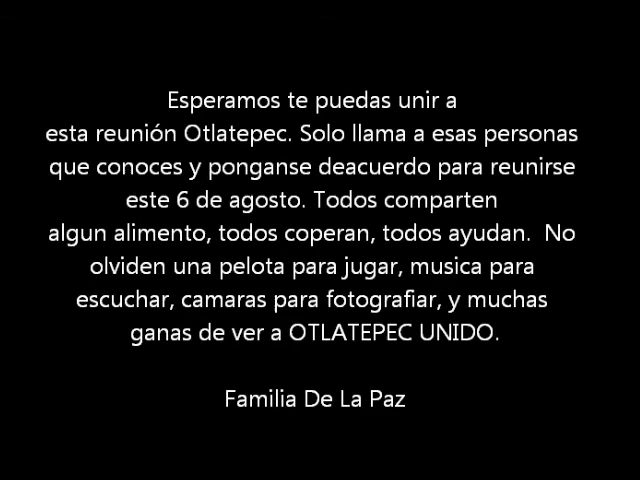 Esperamos te puedas unir a
esta reunión Otlatepec. Solo llama a esas personas
que conoces y ponganse deacuerdo para reunirse
este 6 de agosto. Todos comparten
algun alimento, todos coperan, todos ayudan.  No
olviden una pelota para jugar, musica para
escuchar, camaras para fotografiar, y muchas
ganas de ver a OTLATEPEC UNIDO.
Familia De La Paz